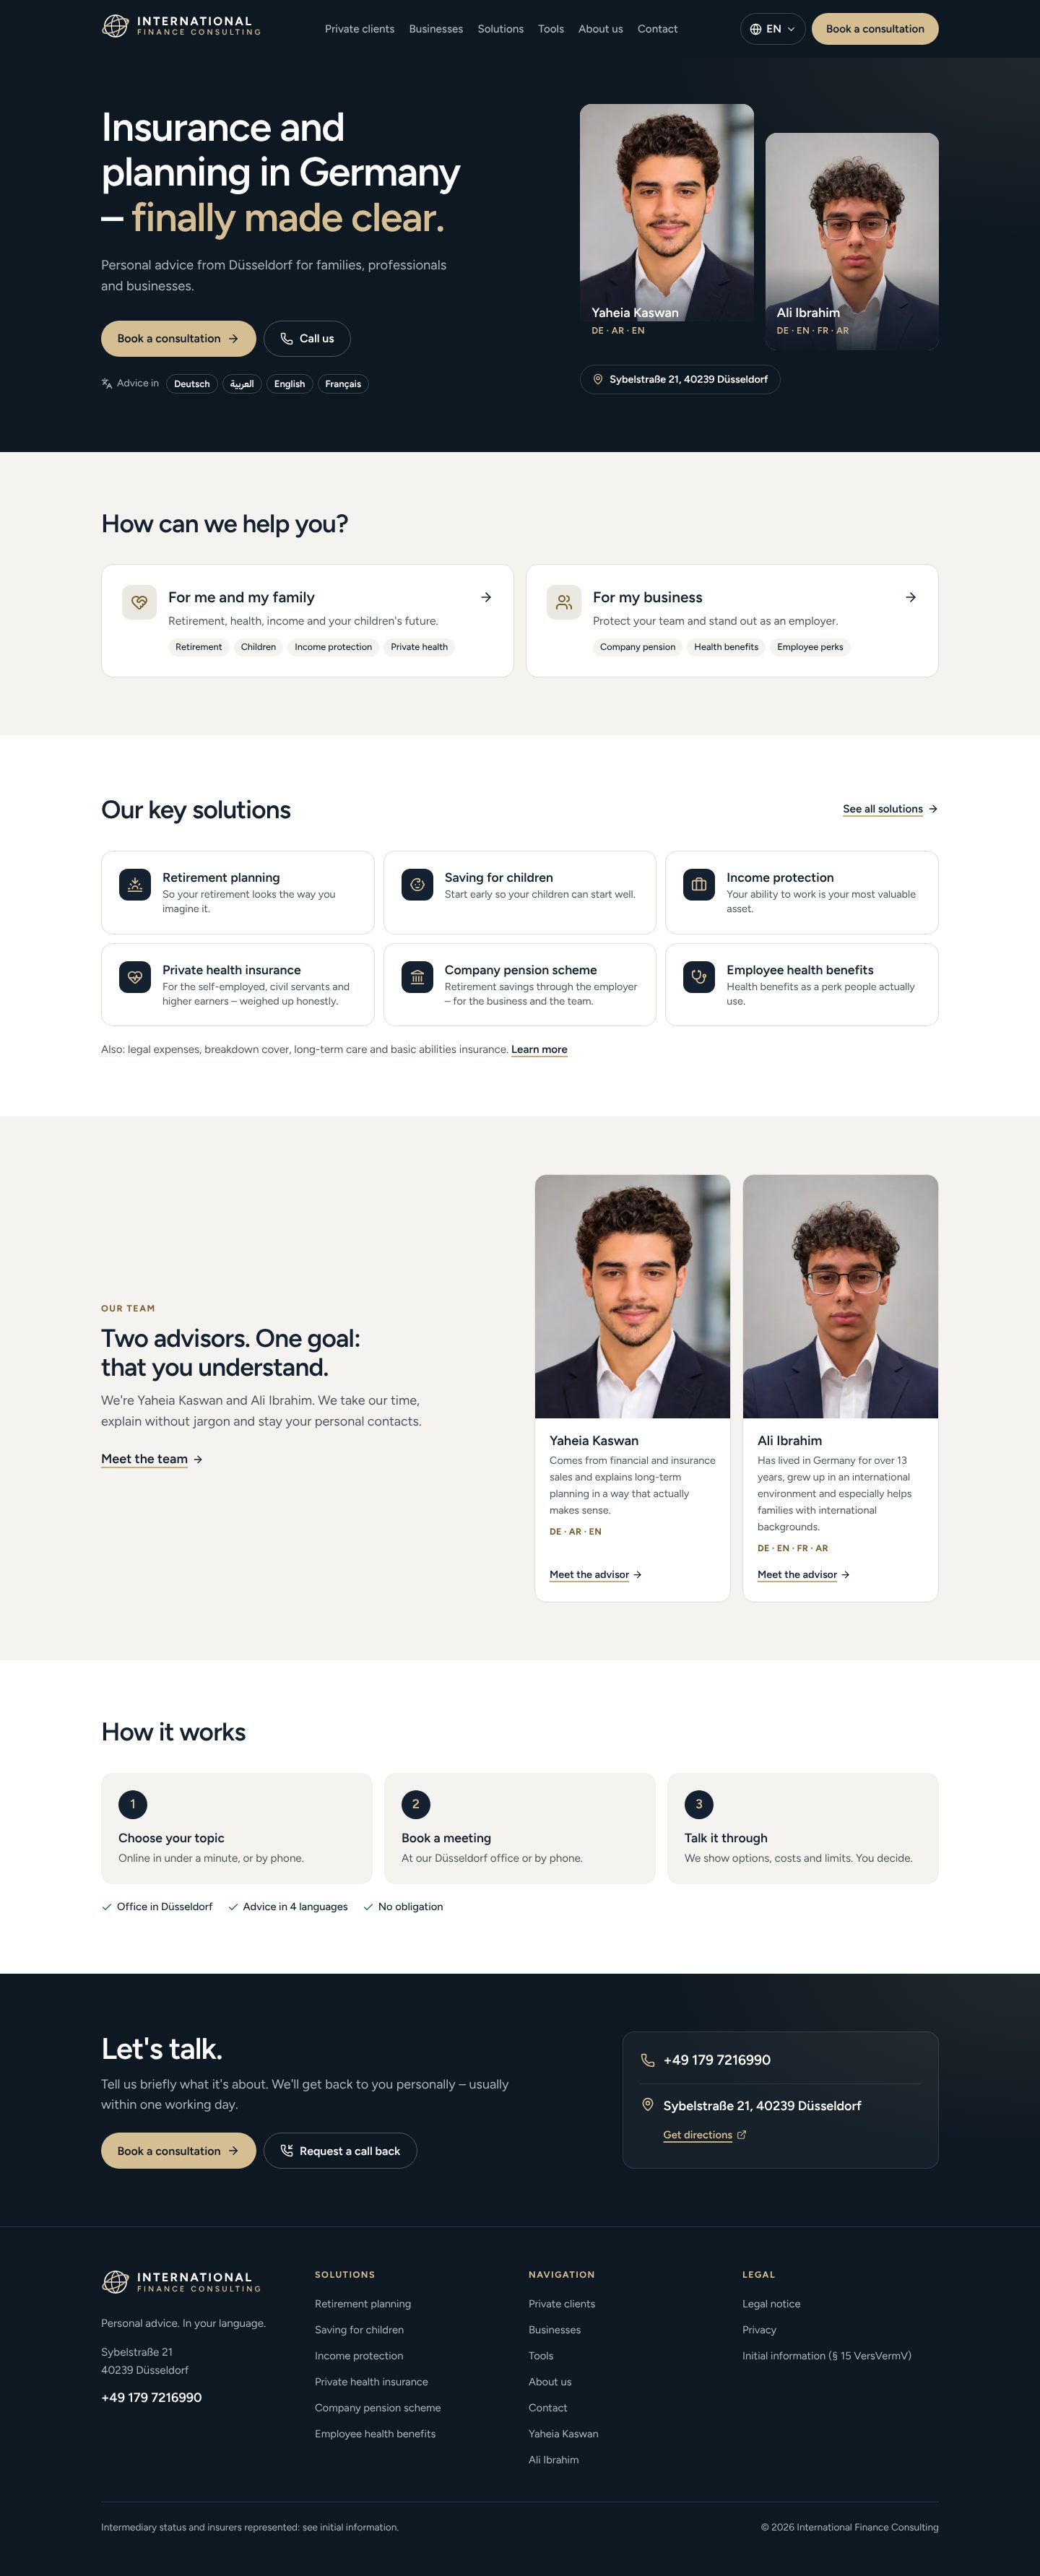 INTERNATIONAL
FINANCE CONSULTING
Private clients
Businesses
Solutions
Tools
About us
Contact
EN
Book a consultation
Insurance and
planning in Germany
– finally made clear.
Personal advice from Düsseldorf for families, professionals
and businesses.
Book a consultation
Call us
Advice in
Deutsch
العربية
English
Français
Yaheia Kaswan
DE · AR · EN
Ali Ibrahim
DE · EN · FR · AR
Sybelstraße 21, 40239 Düsseldorf
How can we help you?
For me and my family
Retirement, health, income and your children's future.
Retirement
Children
Income protection
Private health
For my business
Protect your team and stand out as an employer.
Company pension
Health benefits
Employee perks
Our key solutions
See all solutions
Retirement planning
So your retirement looks the way you
imagine it.
Saving for children
Start early so your children can start well.
Income protection
Your ability to work is your most valuable
asset.
Private health insurance
For the self-employed, civil servants and
higher earners – weighed up honestly.
Company pension scheme
Retirement savings through the employer
– for the business and the team.
Employee health benefits
Health benefits as a perk people actually
use.
Also: legal expenses, breakdown cover, long-term care and basic abilities insurance. Learn more
OUR TEAM
Two advisors. One goal:
that you understand.
We're Yaheia Kaswan and Ali Ibrahim. We take our time,
explain without jargon and stay your personal contacts.
Meet the team
Yaheia Kaswan
Comes from financial and insurance
sales and explains long-term
planning in a way that actually
makes sense.
DE · AR · EN
Meet the advisor
Ali Ibrahim
Has lived in Germany for over 13
years, grew up in an international
environment and especially helps
families with international
backgrounds.
DE · EN · FR · AR
Meet the advisor
How it works
1
Choose your topic
Online in under a minute, or by phone.
2
Book a meeting
At our Düsseldorf office or by phone.
3
Talk it through
We show options, costs and limits. You decide.
Office in Düsseldorf
Advice in 4 languages
No obligation
Let's talk.
Tell us briefly what it's about. We'll get back to you personally – usually
within one working day.
Book a consultation
Request a call back
+49 179 7216990
Sybelstraße 21, 40239 Düsseldorf
Get directions
INTERNATIONAL
FINANCE CONSULTING
Personal advice. In your language.
Sybelstraße 21
40239 Düsseldorf
+49 179 7216990
SOLUTIONS
Retirement planning
Saving for children
Income protection
Private health insurance
Company pension scheme
Employee health benefits
NAVIGATION
Private clients
Businesses
Tools
About us
Contact
Yaheia Kaswan
Ali Ibrahim
LEGAL
Legal notice
Privacy
Initial information (§ 15 VersVermV)
Intermediary status and insurers represented: see initial information.
© 2026 International Finance Consulting